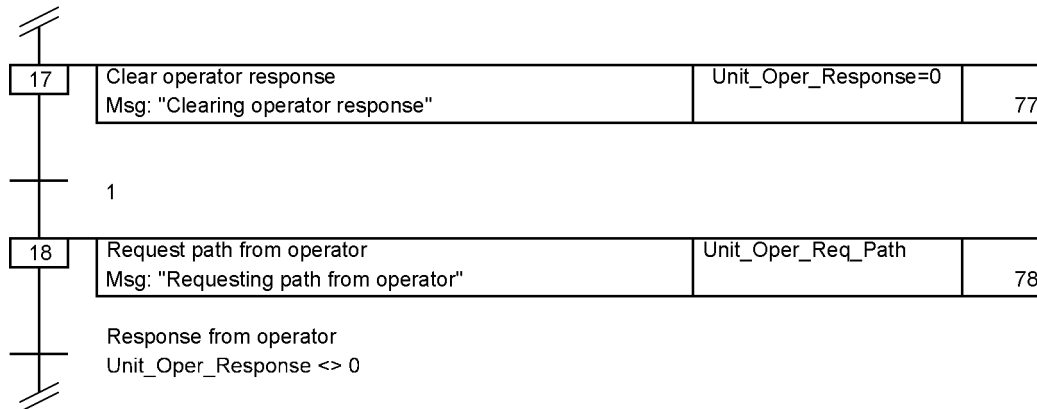 17 Clear operator response Unit_Oper_Response=0
Msg: "Clearing operator response" 77
1
18 Request path from operator Unit_Oper_Req_Path
Msg: "Requesting path from operator" 78
Response from operator
Unit_Oper_Response <> 0